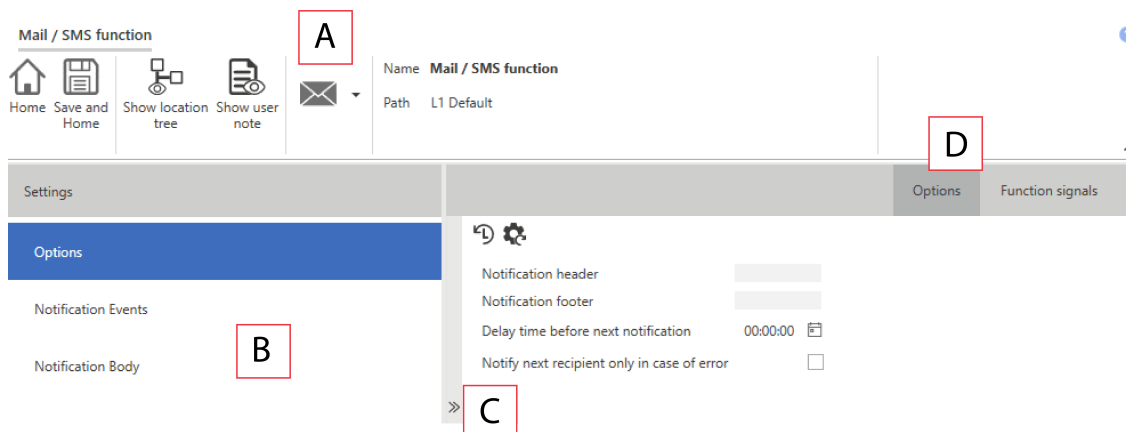 Mail / SMS function
A
Name Mail / SMS function
Home Save and Home
Show location tree
Show user note
Path L1 Default
D
Settings
Options Function signals
Options
Notification header
Notification Events
Notification footer
Delay time before next notification 00:00:00
B
Notification Body
Notify next recipient only in case of error
C